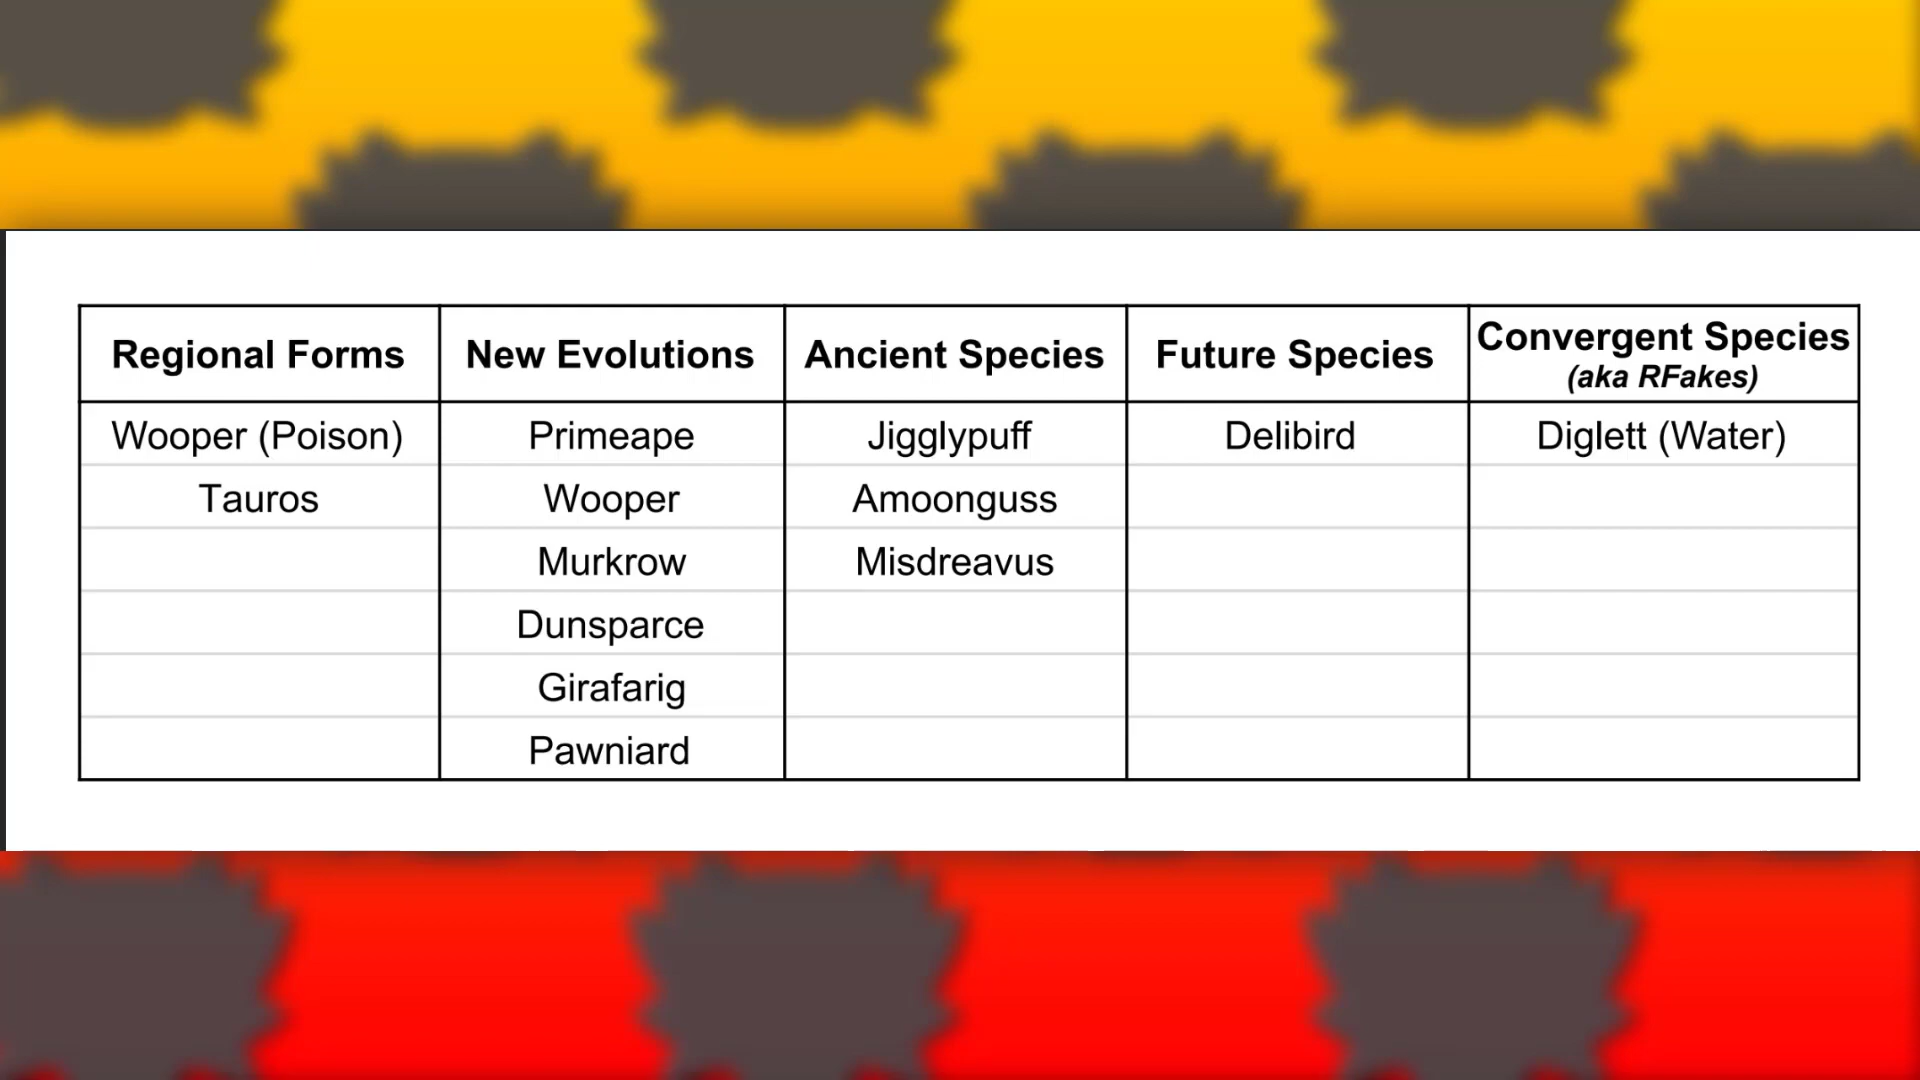 Regional Forms New Evolutions Ancient Species Future Species Convergent Species
(aka RFakes)
Wooper (Poison) Primeape Jigglypuff Delibird Diglett (Water)
Tauros Wooper Amoonguss
Murkrow Misdreavus
Dunsparce
Girafarig
Pawniard